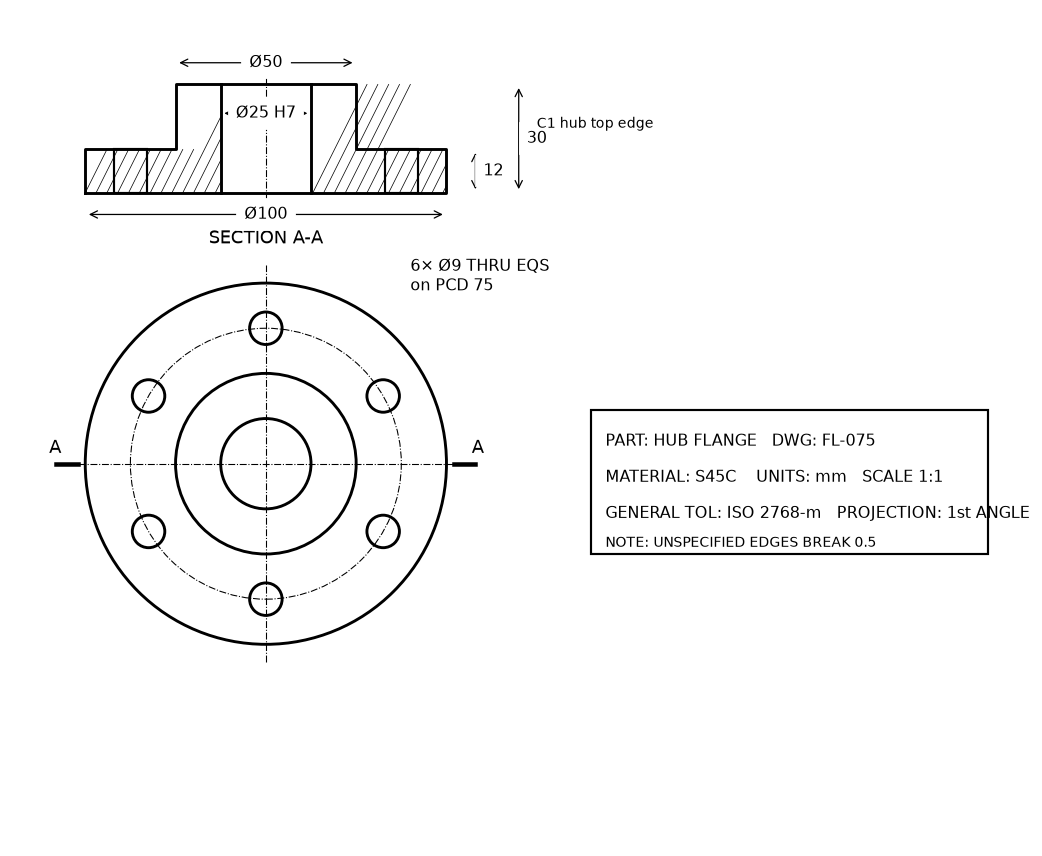 Ø50
Ø25 H7
C1 hub top edge
30
12
Ø100
SECTION A-A
6× Ø9 THRU EQS
on PCD 75
A
A
PART: HUB FLANGE   DWG: FL-075
MATERIAL: S45C    UNITS: mm   SCALE 1:1
GENERAL TOL: ISO 2768-m   PROJECTION: 1st ANGLE
NOTE: UNSPECIFIED EDGES BREAK 0.5